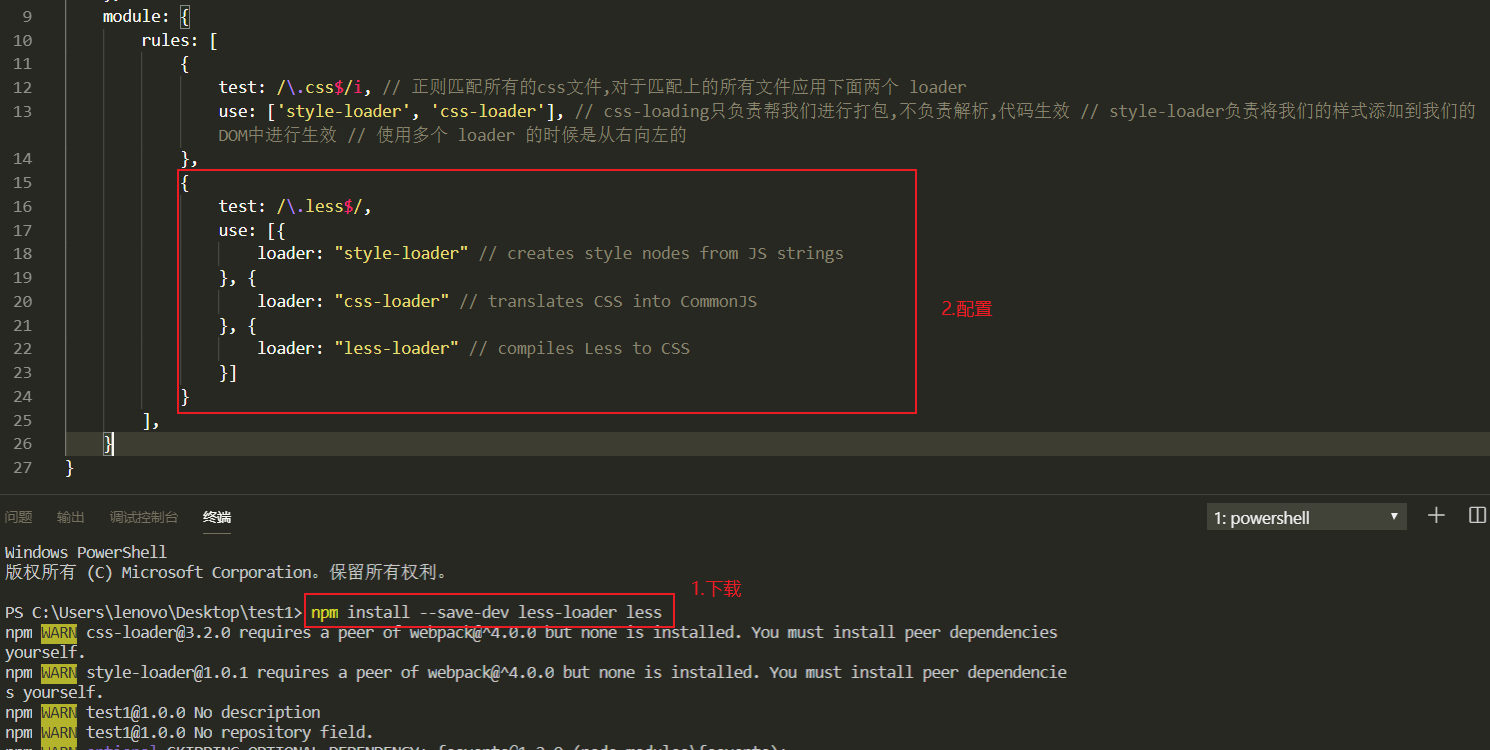 9 module: {
10 rules: [
11 {
12 test: /\.css$/i, // 正则匹配所有的css文件,对于匹配上的所有文件应用下面两个 loader
13 use: ['style-loader', 'css-loader'], // css-loading只负责帮我们进行打包,不负责解析,代码生效 // style-loader负责将我们的样式添加到我们的
DOM中进行生效 // 使用多个 loader 的时候是从右向左的
14 },
15 {
16 test: /\.less$/,
17 use: [{
18 loader: "style-loader" // creates style nodes from JS strings
19 }, {
20 loader: "css-loader" // translates CSS into CommonJS
2.配置
21 }, {
22 loader: "less-loader" // compiles Less to CSS
23 }]
24 }
25 ],
26 }
27 }
问题 输出 调试控制台 终端 1: powershell
Windows PowerShell
版权所有 (C) Microsoft Corporation。保留所有权利。
1.下载
PS C:\Users\lenovo\Desktop\test1> npm install --save-dev less-loader less
npm WARN css-loader@3.2.0 requires a peer of webpack@^4.0.0 but none is installed. You must install peer dependencies
yourself.
npm WARN style-loader@1.0.1 requires a peer of webpack@^4.0.0 but none is installed. You must install peer dependencie
s yourself.
npm WARN test1@1.0.0 No description
npm WARN test1@1.0.0 No repository field.
npm WARN optional SKIPPING OPTIONAL DEPENDENCY: fsevents@1.2.9 (node_modules\fsevents):